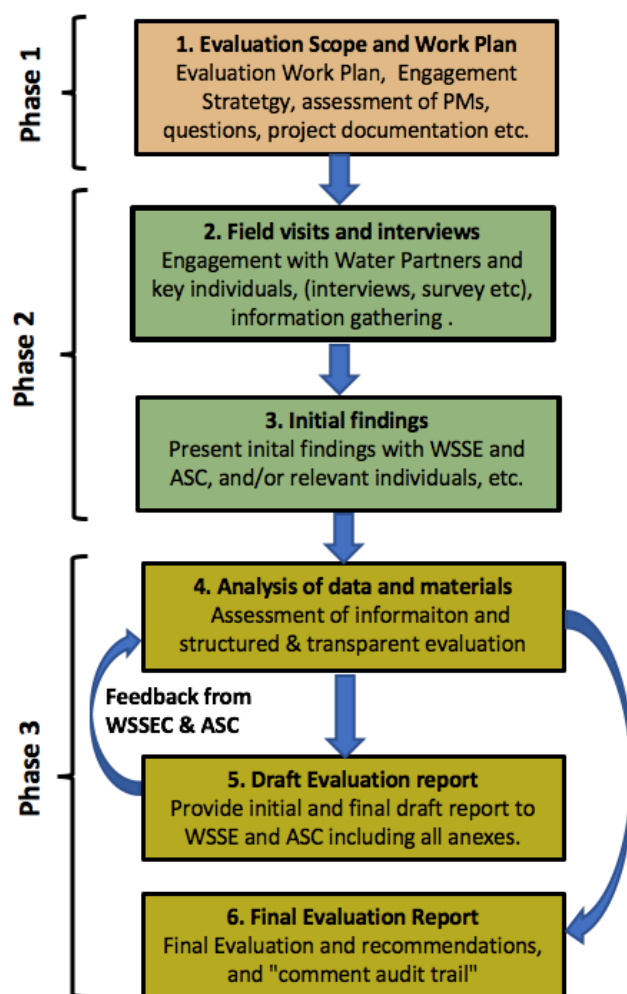 Phase 1
1. Evaluation Scope and Work Plan
Evaluation Work Plan,  Engagement
Stratetgy, assessment of PMs,
questions, project documentation etc.
Phase 2
2. Field visits and interviews
Engagement with Water Partners and
key individuals, (interviews, survey etc),
information gathering .
3. Initial findings
Present inital findings with WSSE and
ASC, and/or relevant individuals, etc.
Phase 3
4. Analysis of data and materials
Assessment of informaiton and
structured & transparent evaluation
Feedback from
WSSEC & ASC
5. Draft Evaluation report
Provide initial and final draft report to
WSSE and ASC including all anexes.
6. Final Evaluation Report
Final Evaluation and recommendations,
and "comment audit trail"